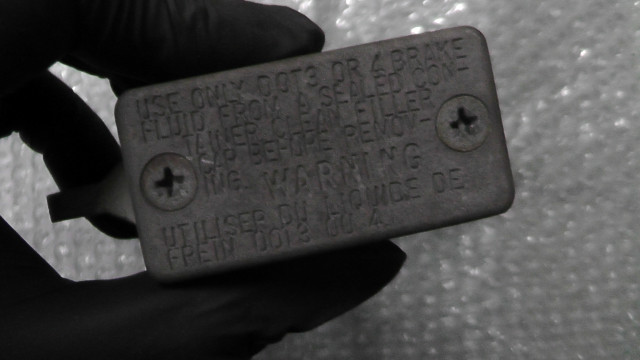 USE ONLY DOT3 OR 4 BRAKE
FLUID FROM A SEALED CON-
TAINER CLEAN FILLER
CAP BEFORE REMOV-
ING. WARNING
UTILISER DU LIQUIDE DE
FREIN DOT3 OU 4